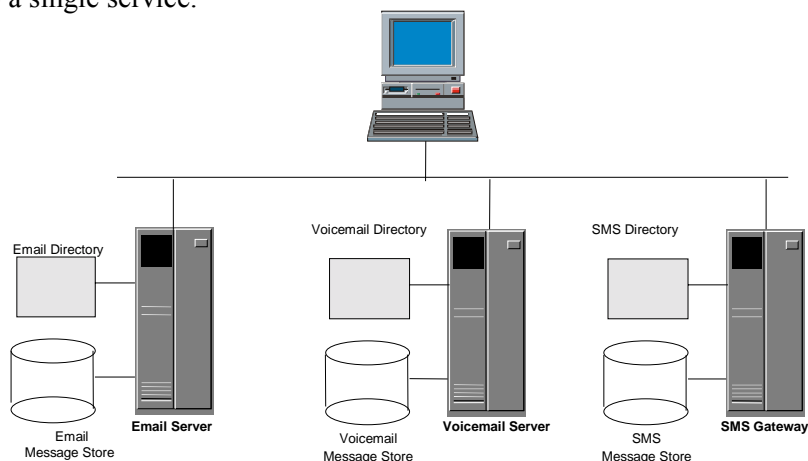 a single service.
Email Directory
Voicemail Directory
SMS Directory
Email Server
Voicemail Server
SMS Gateway
Email
Message Store
Voicemail
Message Store
SMS
Message Store